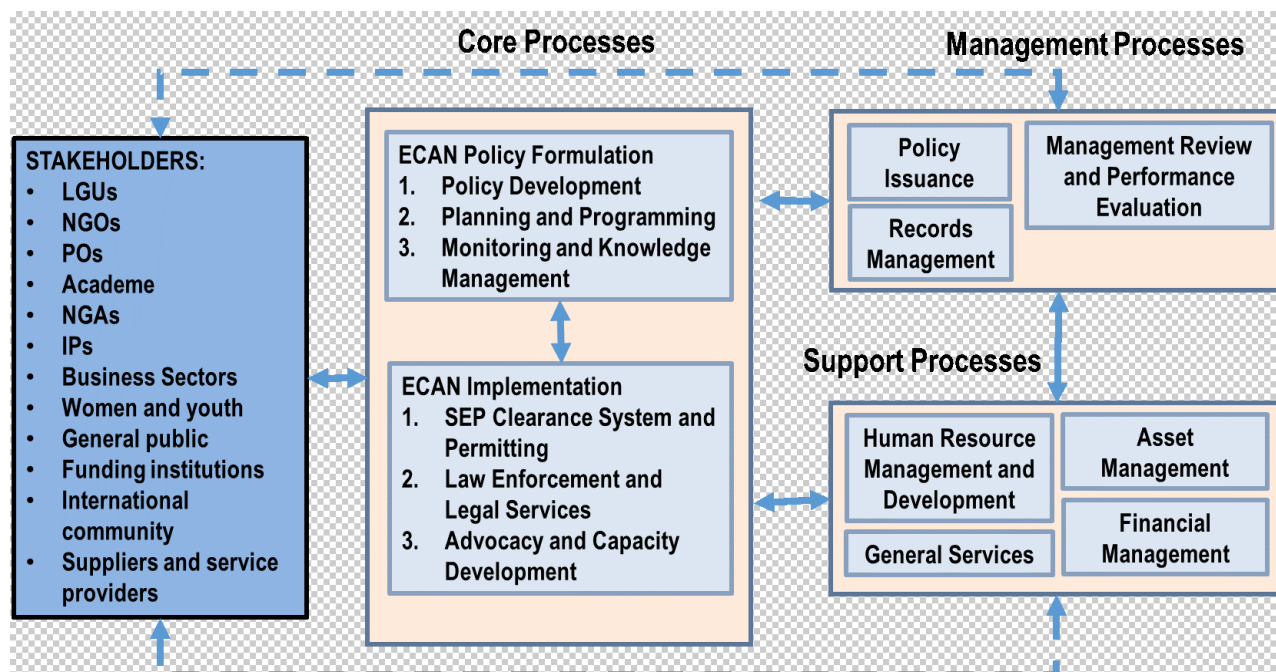 Core Processes
Management Processes
STAKEHOLDERS:
• LGUs
• NGOs
• POs
• Academe
• NGAs
• IPs
• Business Sectors
• Women and youth
• General public
• Funding institutions
• International
community
• Suppliers and service
providers
ECAN Policy Formulation
1. Policy Development
2. Planning and Programming
3. Monitoring and Knowledge
Management
ECAN Implementation
1. SEP Clearance System and
Permitting
2. Law Enforcement and
Legal Services
3. Advocacy and Capacity
Development
Policy
Issuance
Records
Management
Management Review
and Performance
Evaluation
Support Processes
Human Resource
Management and
Development
General Services
Asset
Management
Financial
Management